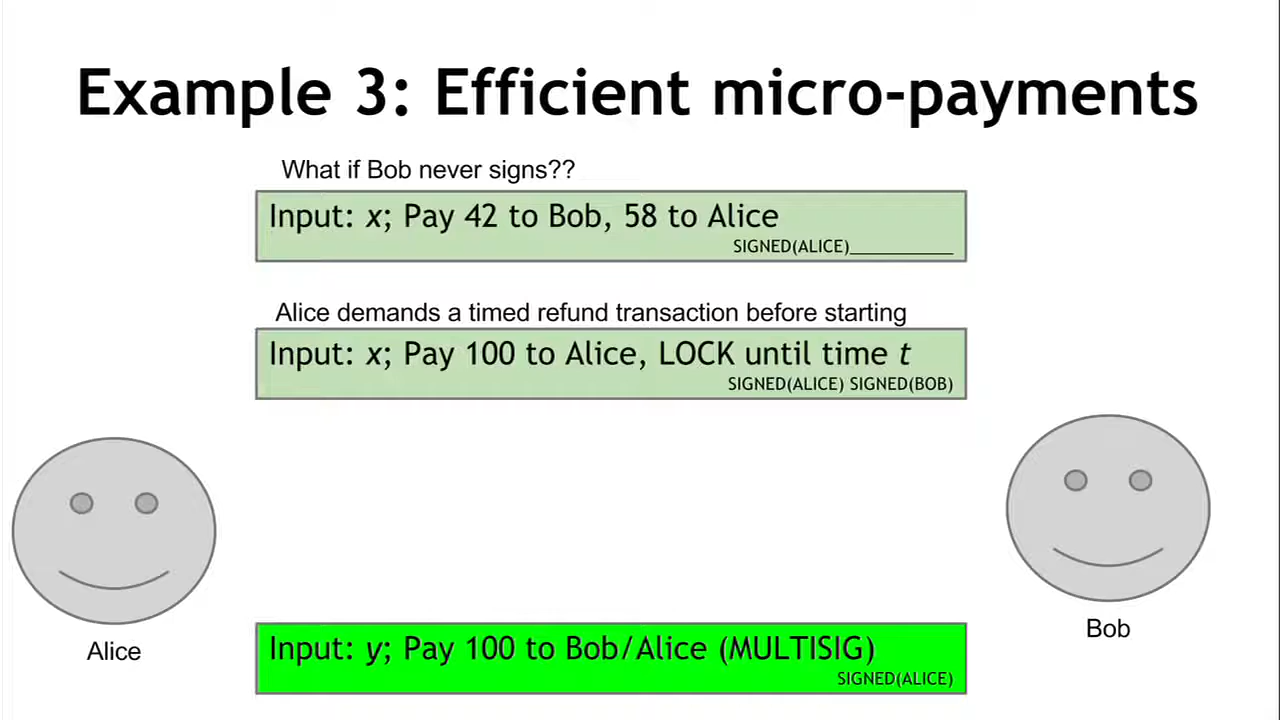 Example 3: Efficient micro-payments
What if Bob never signs??
Input: x; Pay 42 to Bob, 58 to Alice
SIGNED(ALICE)___________
Alice demands a timed refund transaction before starting
Input: x; Pay 100 to Alice, LOCK until time t
SIGNED(ALICE) SIGNED(BOB)
Alice
Bob
Input: y; Pay 100 to Bob/Alice (MULTISIG)
SIGNED(ALICE)